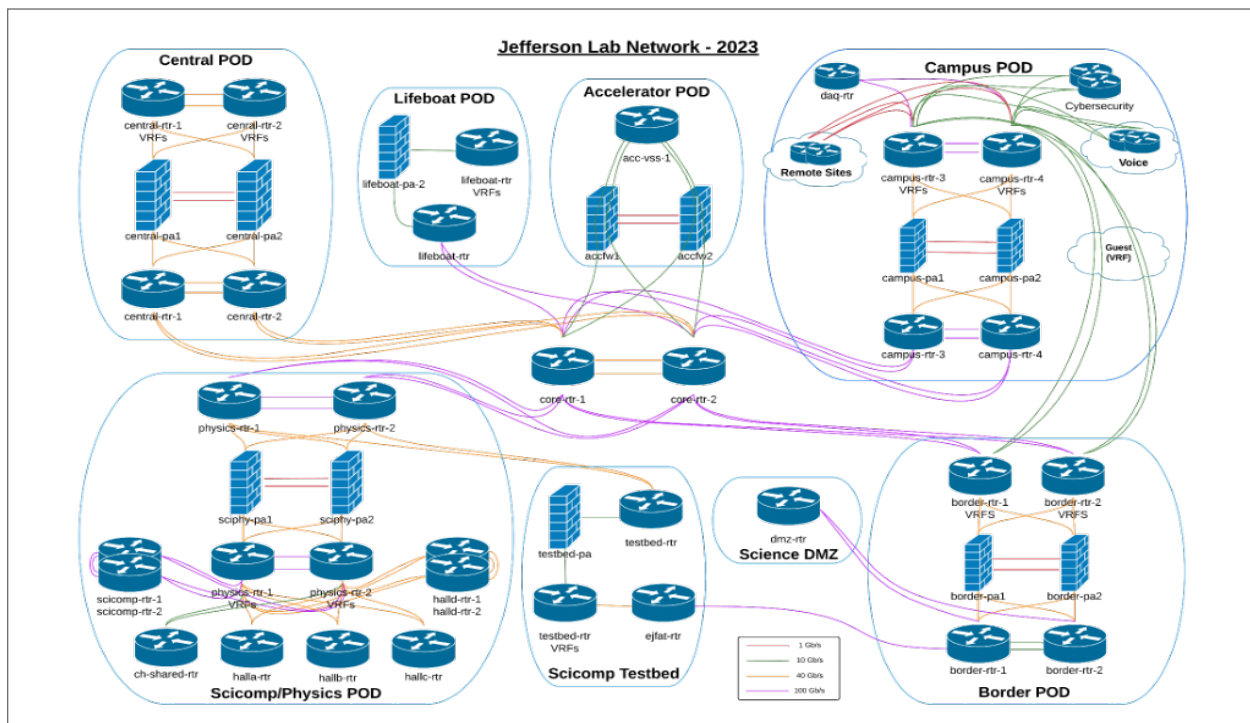 Jefferson Lab Network - 2023
Central POD
central-rtr-1
VRFs
cenral-rtr-2
VRFs
central-pa1
central-pa2
central-rtr-1
cenral-rtr-2
Lifeboat POD
lifeboat-pa-2
lifeboat-rtr
VRFs
lifeboat-rtr
Accelerator POD
acc-vss-1
accfw1
accfw2
Campus POD
daq-rtr
Cybersecurity
Remote Sites
Voice
campus-rtr-3
VRFs
campus-rtr-4
VRFs
Guest
(VRF)
campus-pa1
campus-pa2
campus-rtr-3
campus-rtr-4
core-rtr-1
core-rtr-2
physics-rtr-1
physics-rtr-2
sciphy-pa1
sciphy-pa2
scicomp-rtr-1
scicomp-rtr-2
physics-rtr-1
VRFs
physics-rtr-2
VRFs
halld-rtr-1
halld-rtr-2
ch-shared-rtr
halla-rtr
hallb-rtr
hallc-rtr
Scicomp/Physics POD
testbed-pa
testbed-rtr
testbed-rtr
VRFs
ejfat-rtr
Scicomp Testbed
dmz-rtr
Science DMZ
1 Gb/s
10 Gb/s
40 Gb/s
100 Gb/s
border-rtr-1
VRFS
border-rtr-2
VRFS
border-pa1
border-pa2
border-rtr-1
border-rtr-2
Border POD